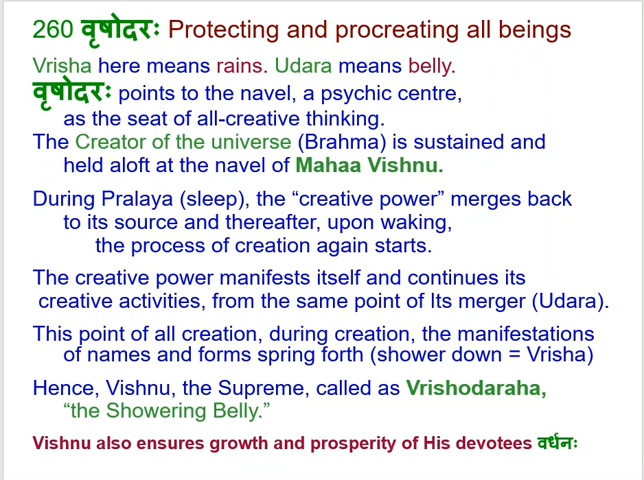 260 वृषोदरः Protecting and procreating all beings
Vrisha here means rains. Udara means belly.
वृषोदरः points to the navel, a psychic centre,
as the seat of all-creative thinking.
The Creator of the universe (Brahma) is sustained and
held aloft at the navel of Mahaa Vishnu.
During Pralaya (sleep), the “creative power” merges back
to its source and thereafter, upon waking,
the process of creation again starts.
The creative power manifests itself and continues its
creative activities, from the same point of Its merger (Udara).
This point of all creation, during creation, the manifestations
of names and forms spring forth (shower down = Vrisha)
Hence, Vishnu, the Supreme, called as Vrishodaraha,
“the Showering Belly.”
Vishnu also ensures growth and prosperity of His devotees वर्धनः